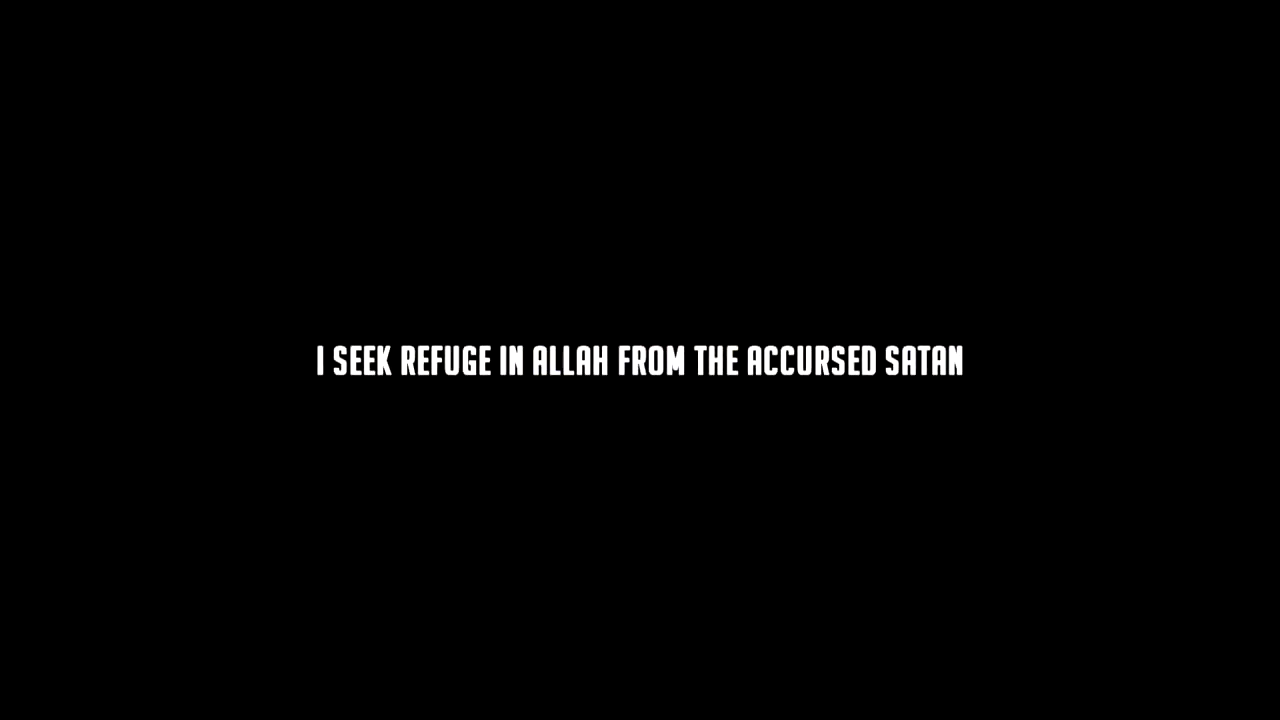 I SEEK REFUGE IN ALLAH FROM THE ACCURSED SATAN